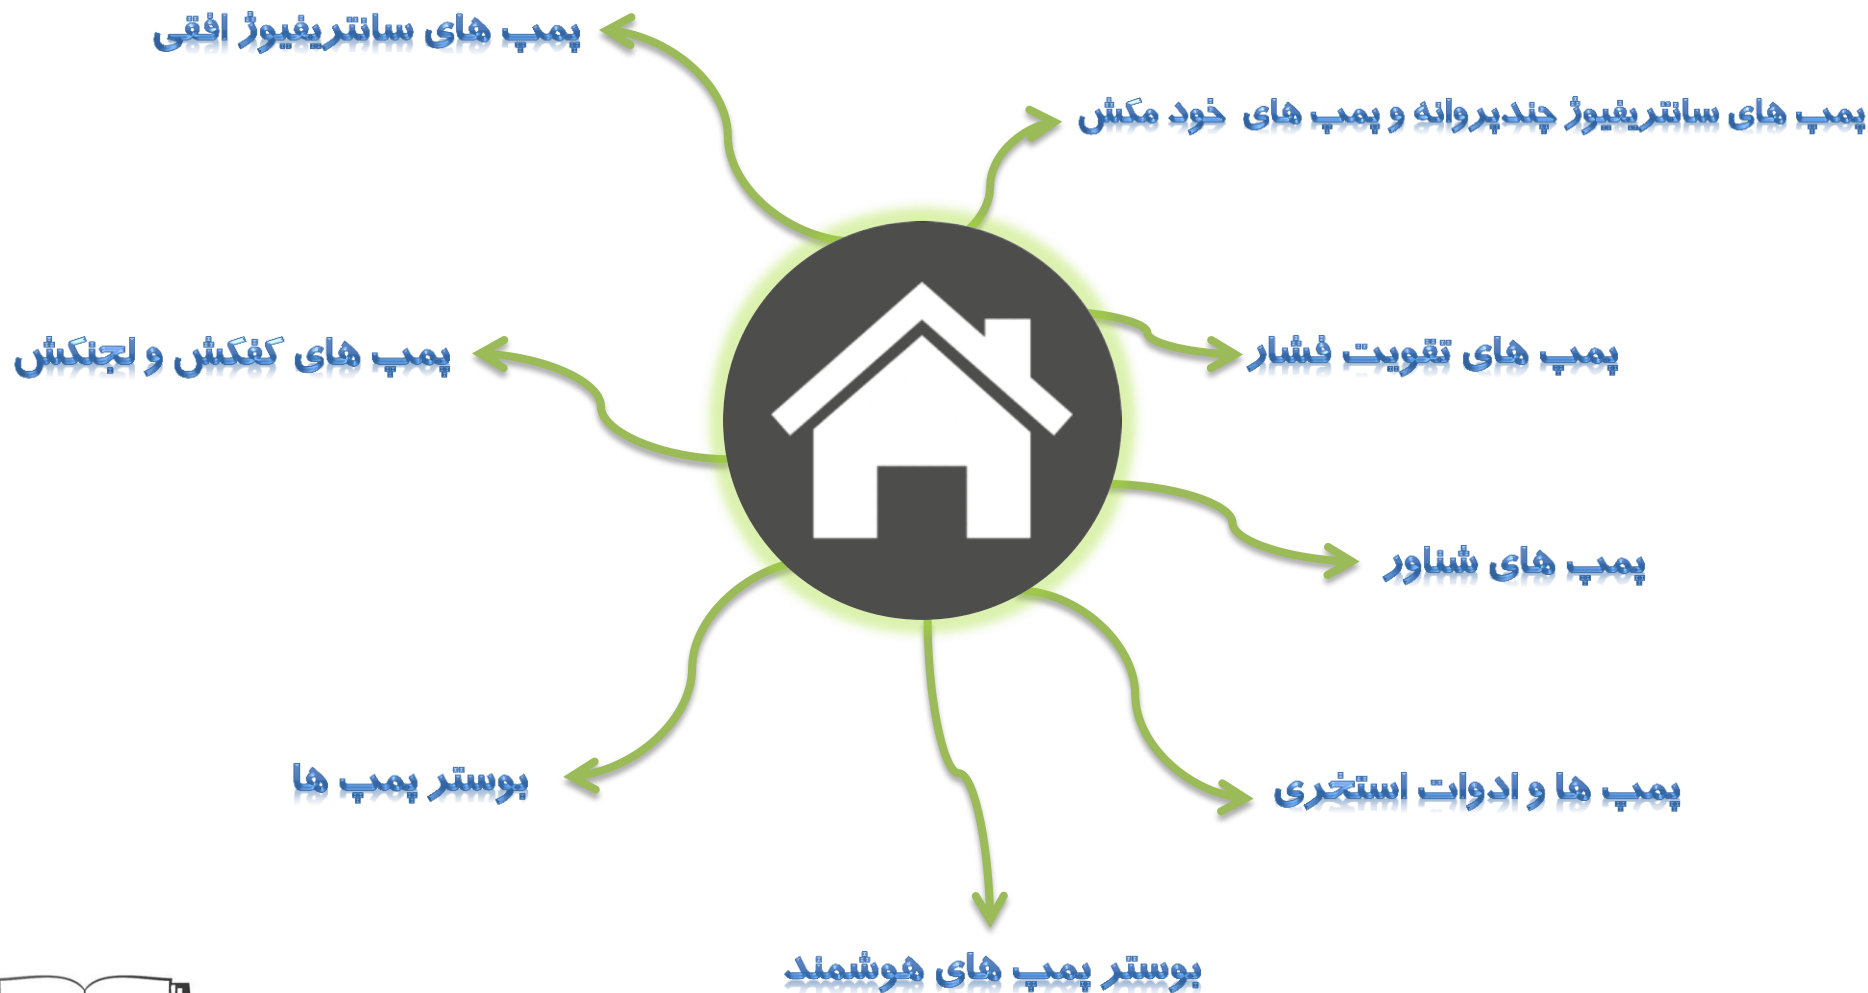 پمپ های سانتریفیوژ افقی
پمپ های سانتریفیوژ چندپروانه و پمپ های خود مکش
پمپ های تقویت فشار
پمپ های کفکش و لجنکش
پمپ های شناور
بوستر پمپ ها
پمپ ها و ادوات استخری
بوستر پمپ های هوشمند